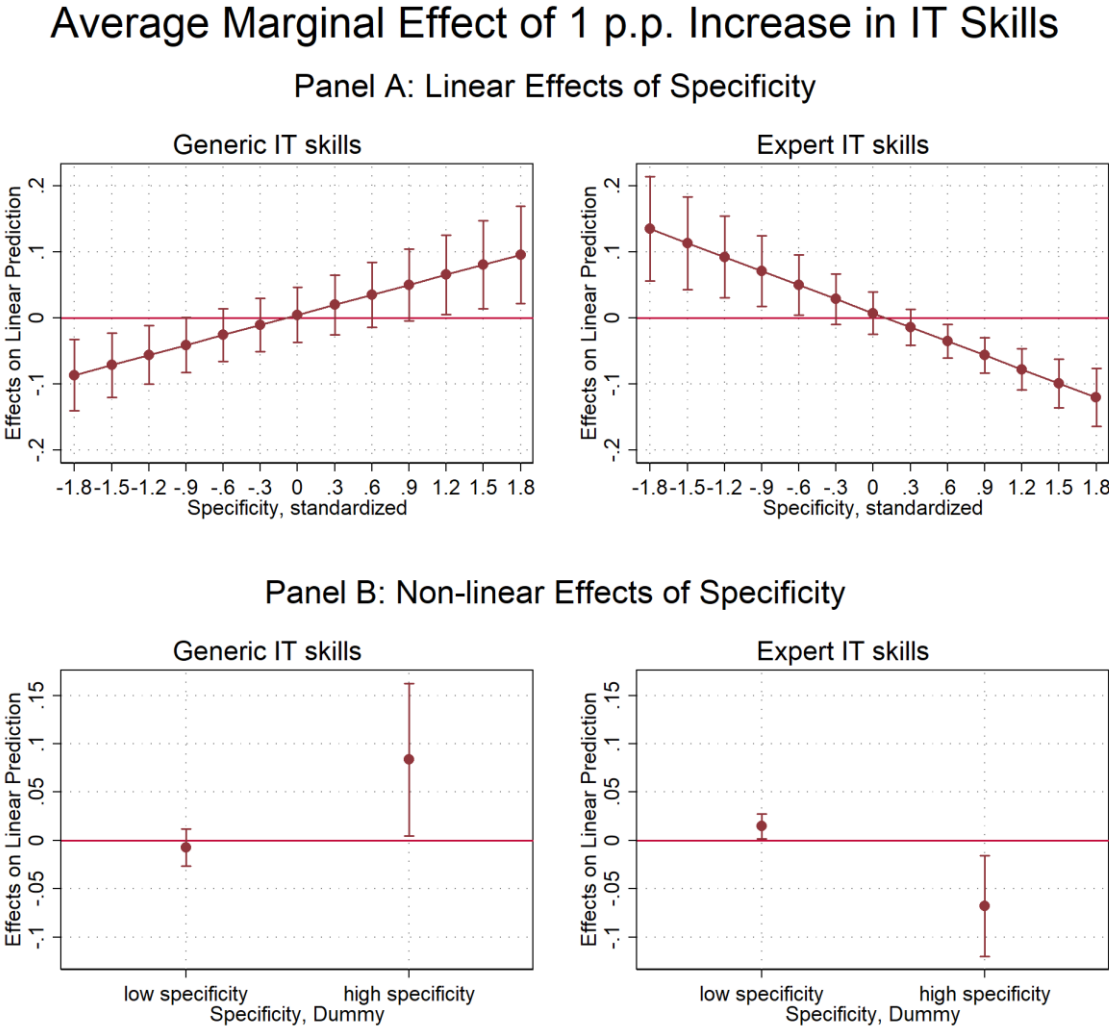 Average Marginal Effect of 1 p.p. Increase in IT Skills
Panel A: Linear Effects of Specificity
Generic IT skills
Effects on Linear Prediction
.2
.1
0
-.1
-.2
-1.8 -1.5 -1.2 -.9 -.6 -.3 0 .3 .6 .9 1.2 1.5 1.8
Specificity, standardized
Expert IT skills
Effects on Linear Prediction
.2
.1
0
-.1
-.2
-1.8 -1.5 -1.2 -.9 -.6 -.3 0 .3 .6 .9 1.2 1.5 1.8
Specificity, standardized
Panel B: Non-linear Effects of Specificity
Generic IT skills
Effects on Linear Prediction
.15
.1
.05
0
-.05
-.1
low specificity high specificity
Specificity, Dummy
Expert IT skills
Effects on Linear Prediction
.15
.1
.05
0
-.05
-.1
low specificity high specificity
Specificity, Dummy